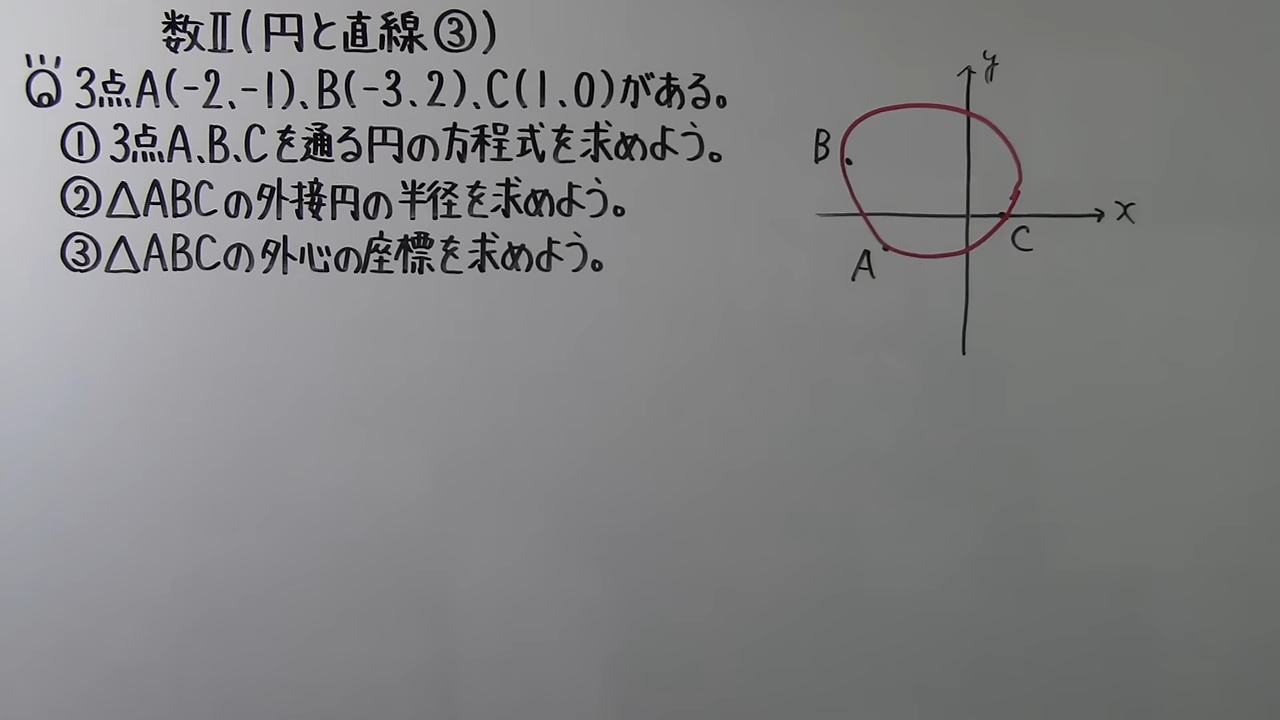 数Ⅱ(円と直線③)
Q 3点A(-2、-1)、B(-3、2)、C(1、0)がある。
①3点A、B、Cを通る円の方程式を求めよう。
②△ABCの外接円の半径を求めよう。
③△ABCの外心の座標を求めよう。
y
B
x
C
A